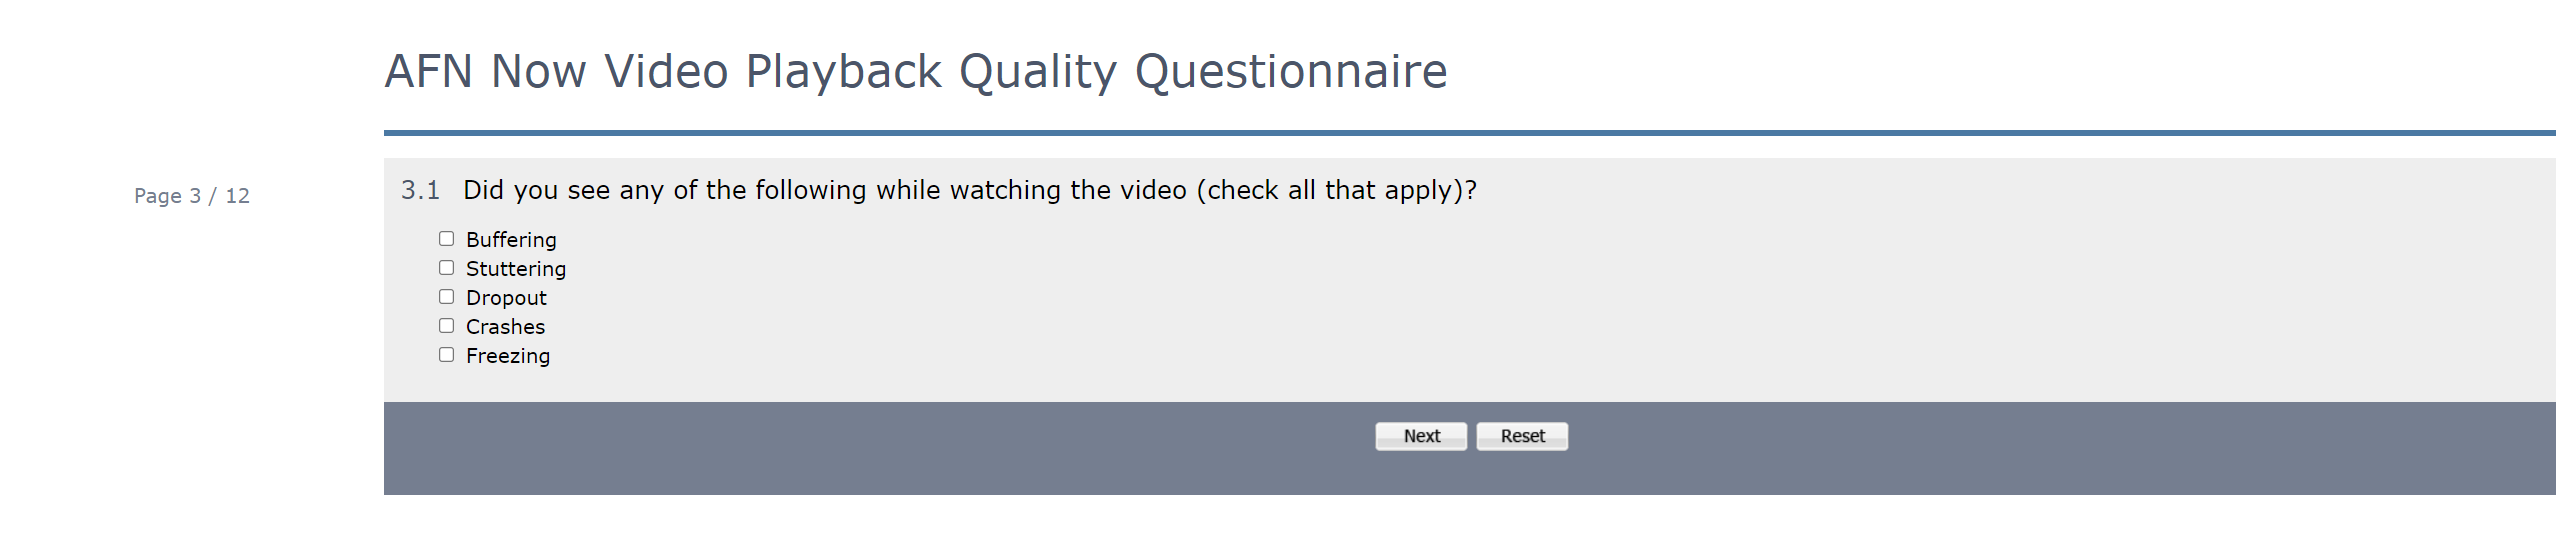 AFN Now Video Playback Quality Questionnaire
Page 3 / 12
3.1 Did you see any of the following while watching the video (check all that apply)?
Buffering
Stuttering
Dropout
Crashes
Freezing
Next Reset